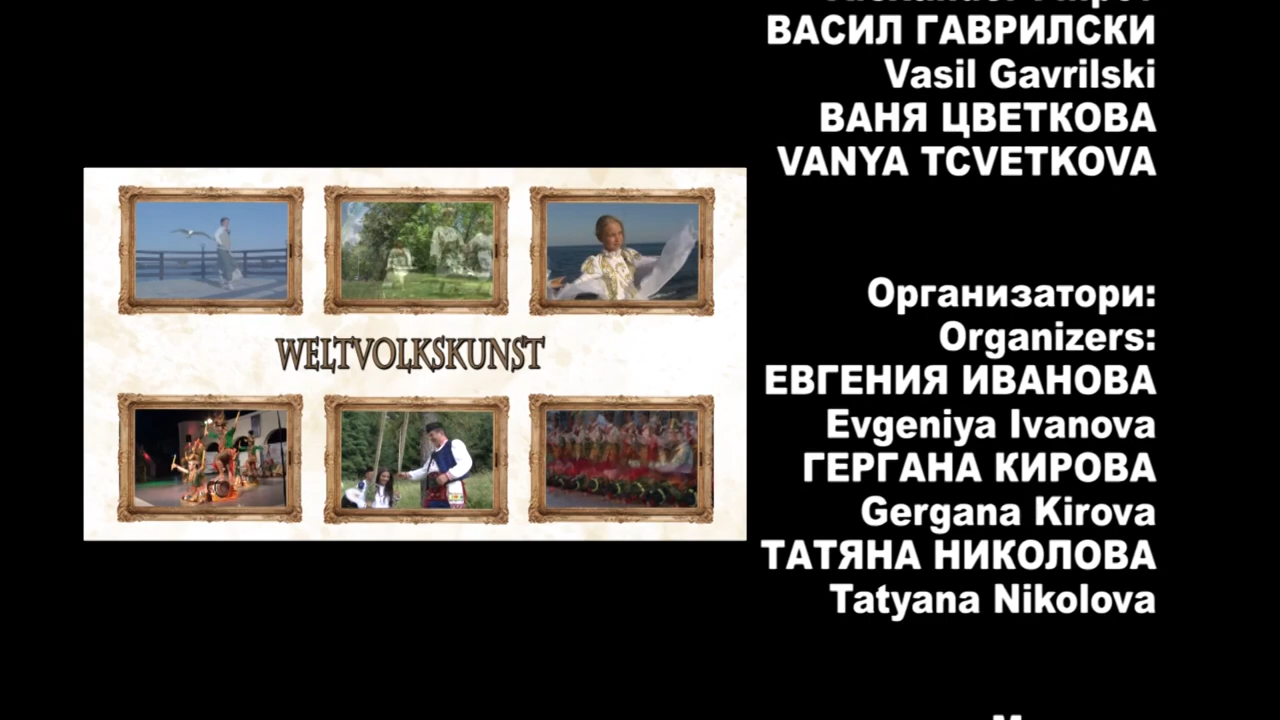 ВАСИЛ ГАВРИЛСКИ
Vasil Gavrilski
ВАНЯ ЦВЕТКОВА
VANYA TCVETKOVA
WELTVOLKSKUNST
Организатори:
Organizers:
ЕВГЕНИЯ ИВАНОВА
Evgeniya Ivanova
ГЕРГАНА КИРОВА
Gergana Kirova
ТАТЯНА НИКОЛОВА
Tatyana Nikolova